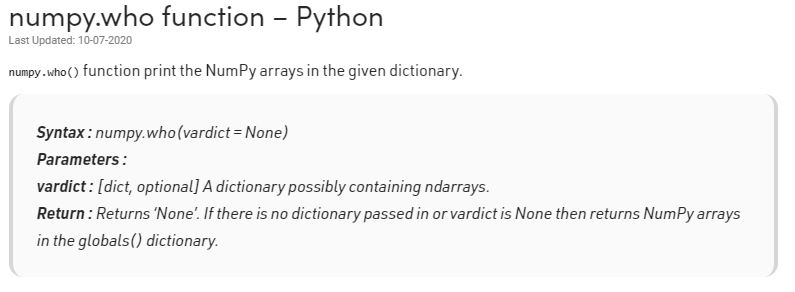 numpy.who function – Python
Last Updated: 10-07-2020
numpy.who() function print the NumPy arrays in the given dictionary.
Syntax : numpy.who(vardict = None)
Parameters :
vardict : [dict, optional] A dictionary possibly containing ndarrays.
Return : Returns ‘None’. If there is no dictionary passed in or vardict is None then returns NumPy arrays
in the globals() dictionary.